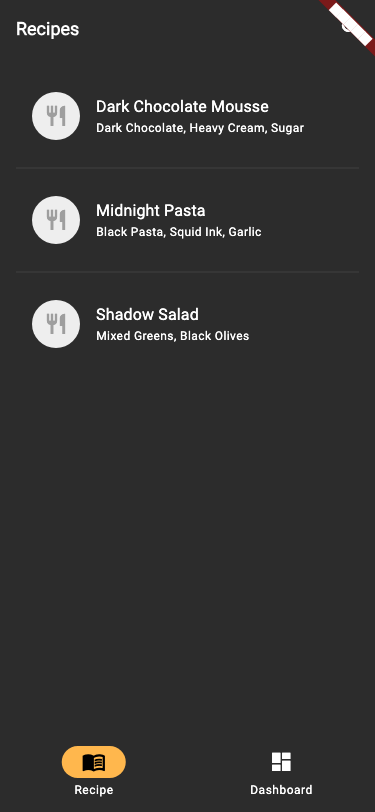 Recipes
Dark Chocolate Mousse
Dark Chocolate, Heavy Cream, Sugar
Midnight Pasta
Black Pasta, Squid Ink, Garlic
Shadow Salad
Mixed Greens, Black Olives
Recipe
Dashboard